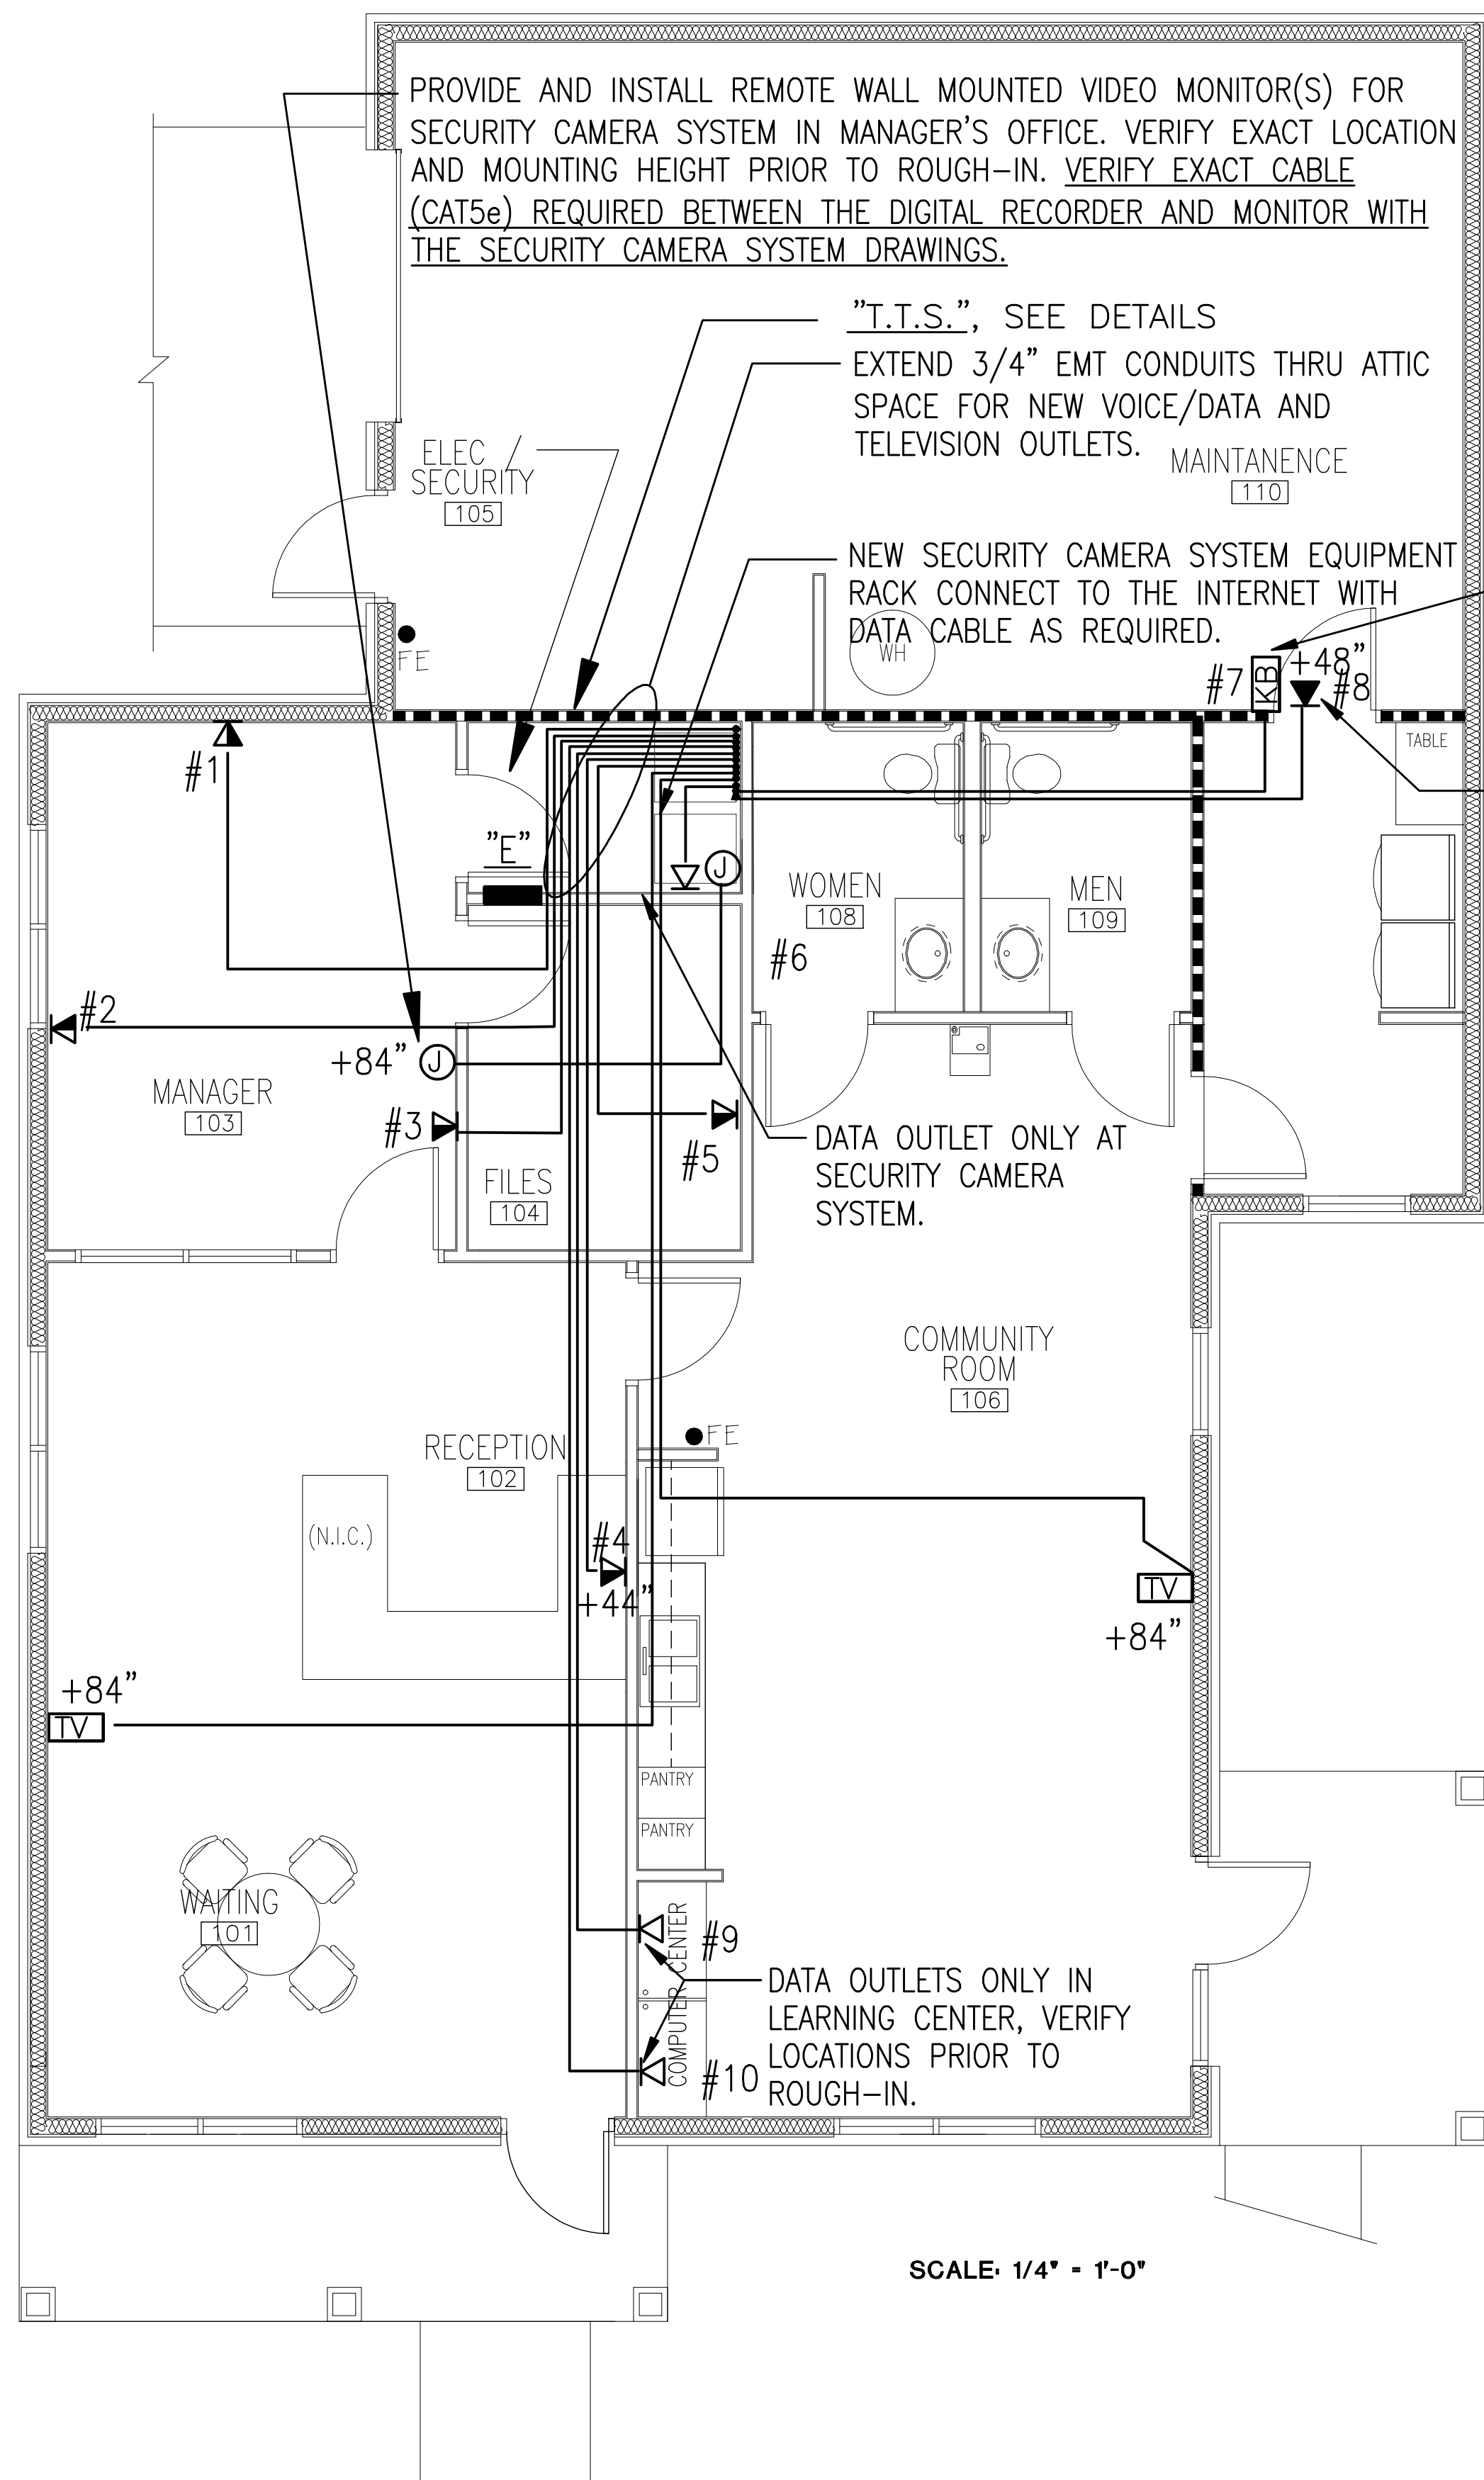 PROVIDE AND INSTALL REMOTE WALL MOUNTED VIDEO MONITOR(S) FOR
SECURITY CAMERA SYSTEM IN MANAGER'S OFFICE. VERIFY EXACT LOCATION
AND MOUNTING HEIGHT PRIOR TO ROUGH-IN. VERIFY EXACT CABLE
(CAT5e) REQUIRED BETWEEN THE DIGITAL RECORDER AND MONITOR WITH
THE SECURITY CAMERA SYSTEM DRAWINGS.
"T.T.S.", SEE DETAILS
EXTEND 3/4" EMT CONDUITS THRU ATTIC
SPACE FOR NEW VOICE/DATA AND
TELEVISION OUTLETS.
ELEC /
SECURITY
105
MAINTANENCE
110
NEW SECURITY CAMERA SYSTEM EQUIPMENT
RACK CONNECT TO THE INTERNET WITH
DATA CABLE AS REQUIRED.
WH
FE
#7
KB
+48"
#8
TABLE
#1
"E"
J
WOMEN
108
MEN
109
#6
#2
+84"
J
MANAGER
103
#3
#5
FILES
104
DATA OUTLET ONLY AT
SECURITY CAMERA
SYSTEM.
COMMUNITY
ROOM
106
FE
RECEPTION
102
(N.I.C.)
#4
+44"
TV
+84"
+84"
TV
PANTRY
PANTRY
WAITING
101
COMPUTER CENTER
#9
#10
DATA OUTLETS ONLY IN
LEARNING CENTER, VERIFY
LOCATIONS PRIOR TO
ROUGH-IN.
SCALE: 1/4" = 1'-0"